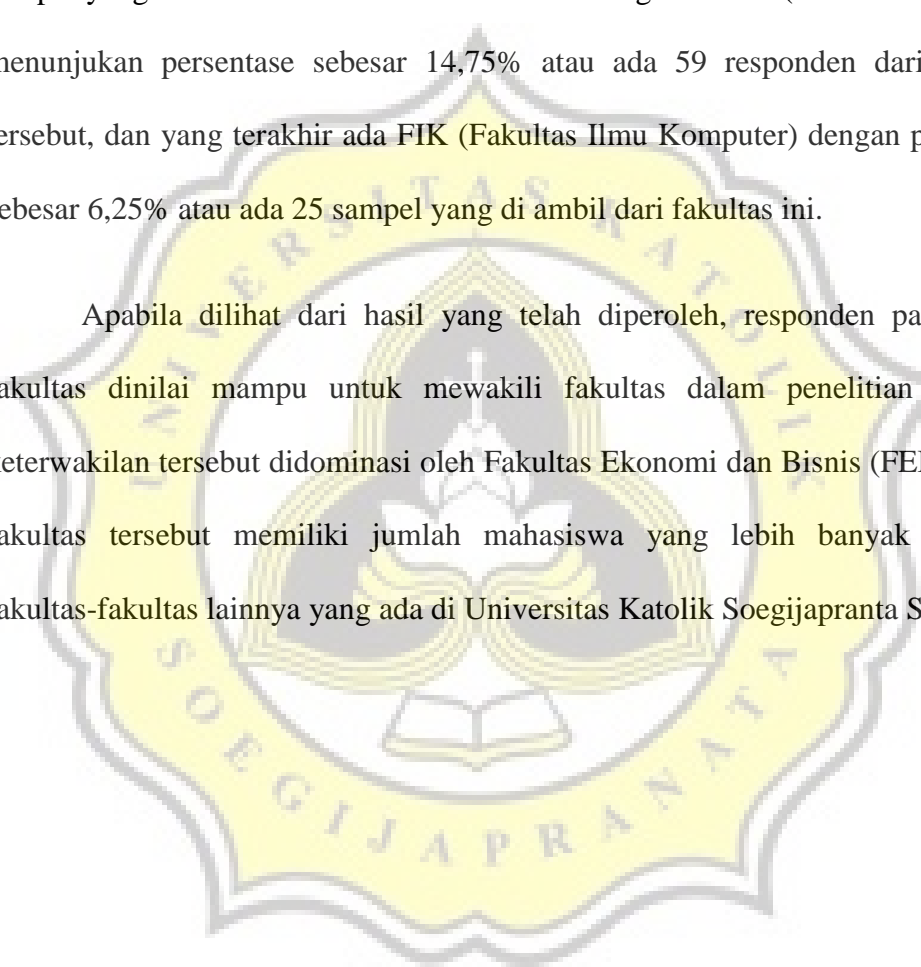 menunjukan persentase sebesar 14,75% atau ada 59 responden dari
tersebut, dan yang terakhir ada FIK (Fakultas Ilmu Komputer) dengan
sebesar 6,25% atau ada 25 sampel yang di ambil dari fakultas ini.
Apabila dilihat dari hasil yang telah diperoleh, responden
fakultas dinilai mampu untuk mewakili fakultas dalam penelitian
keterwakilan tersebut didominasi oleh Fakultas Ekonomi dan Bisnis
fakultas tersebut memiliki jumlah mahasiswa yang lebih banyak
fakultas-fakultas lainnya yang ada di Universitas Katolik Soegijapranta
UNIVERSITAS KATOLIK
SOEGIJAPRANATA